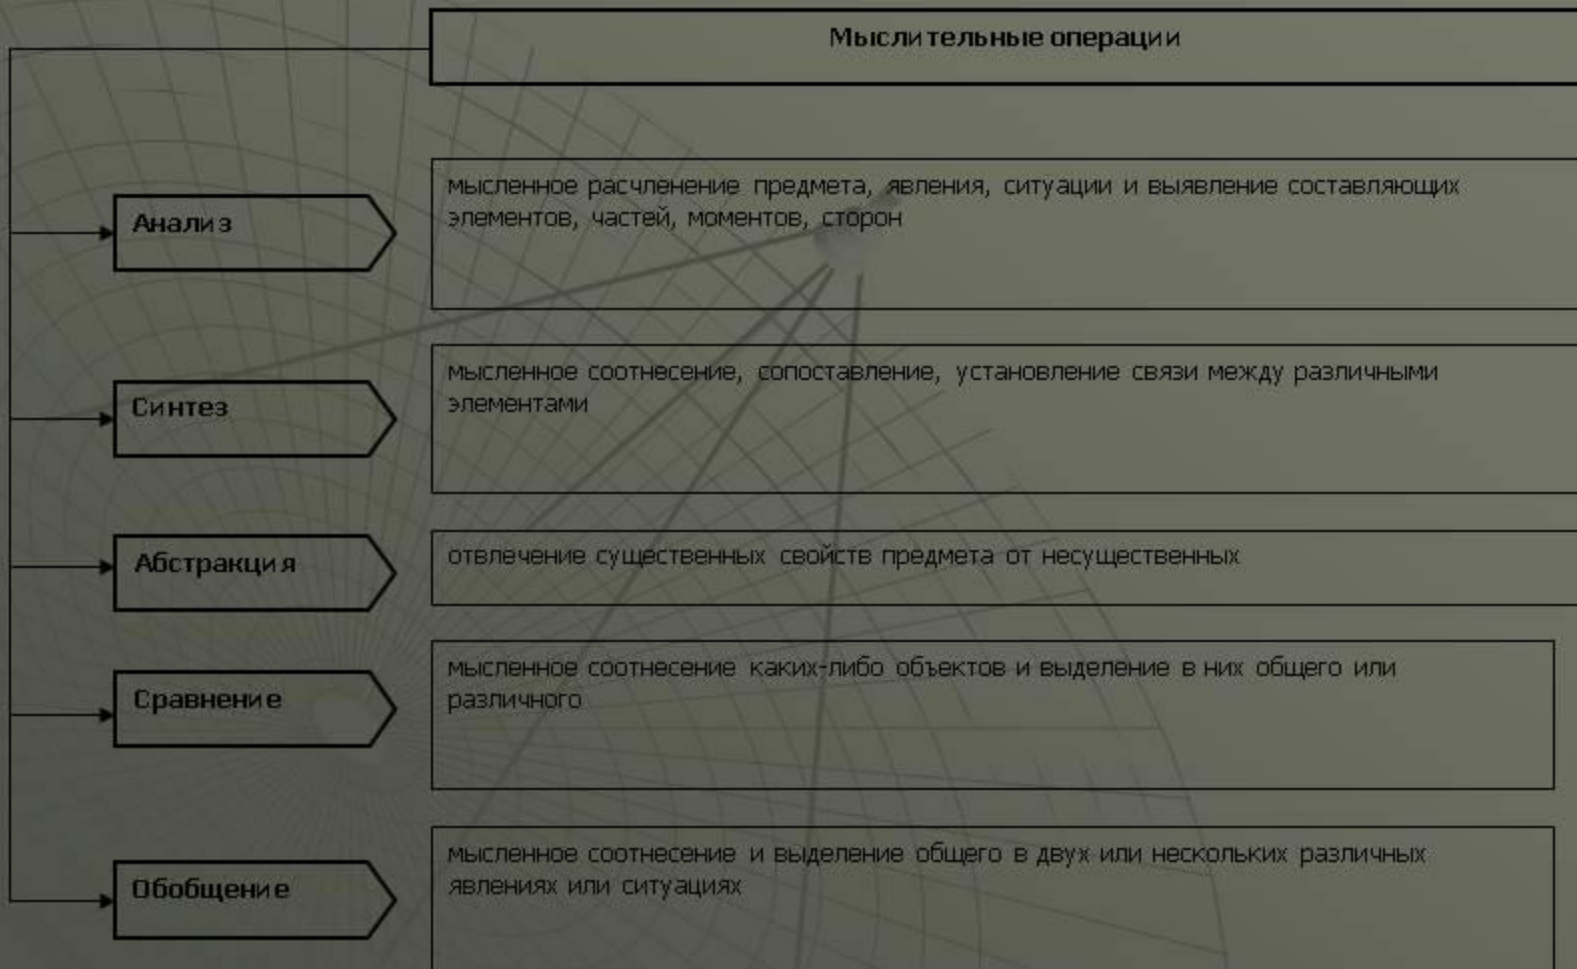 Мыслительные операции
Анализ
мысленное расчленение предмета, явления, ситуации и выявление составляющих
элементов, частей, моментов, сторон
Синтез
мысленное соотнесение, сопоставление, установление связи между различными
элементами
Абстракция
отвлечение существенных свойств предмета от несущественных
Сравнение
мысленное соотнесение каких-либо объектов и выделение в них общего или
различного
Обобщение
мысленное соотнесение и выделение общего в двух или нескольких различных
явлениях или ситуациях